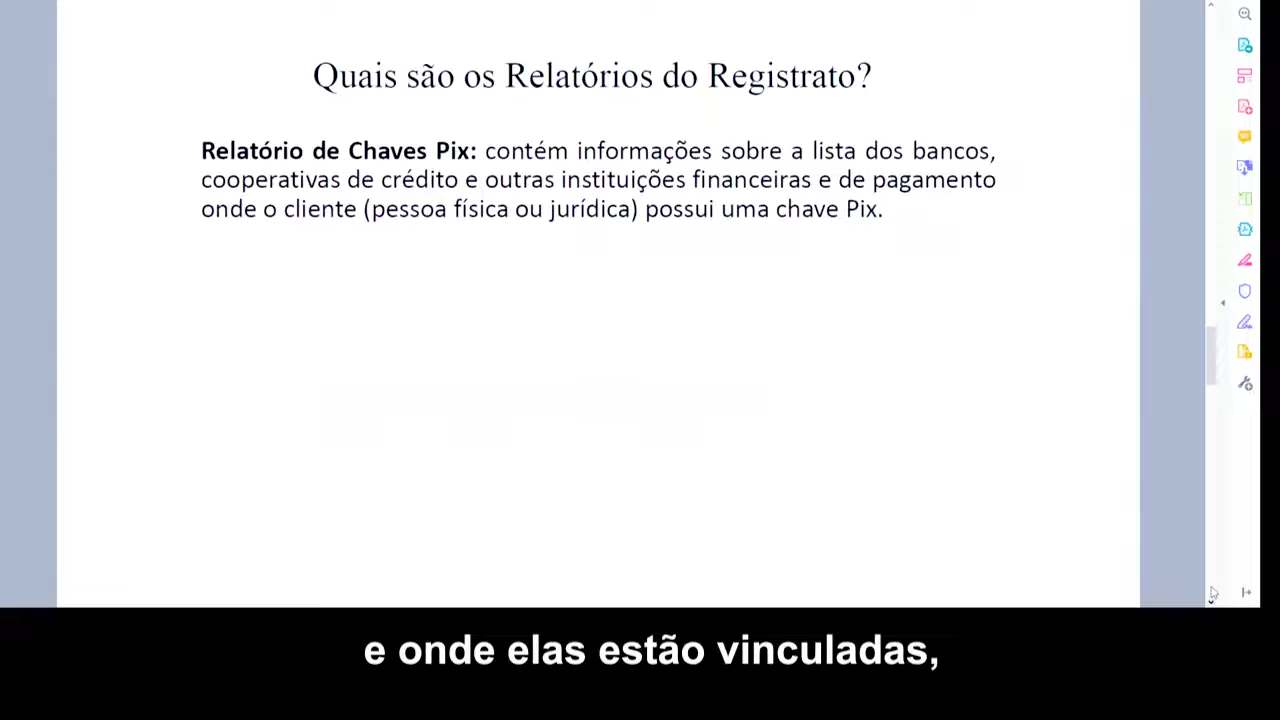 Quais são os Relatórios do Registrato?
Relatório de Chaves Pix: contém informações sobre a lista dos bancos,
cooperativas de crédito e outras instituições financeiras e de pagamento
onde o cliente (pessoa física ou jurídica) possui uma chave Pix.
e onde elas estão vinculadas,